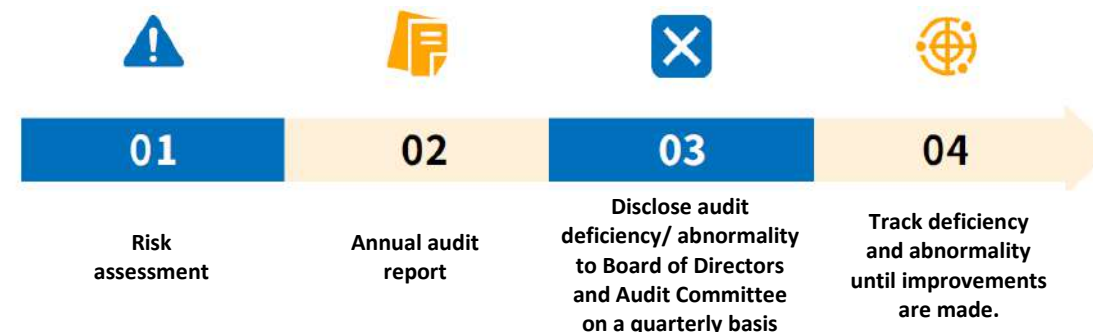 01
02
03
04
Risk
assessment
Annual audit
report
Disclose audit
deficiency/ abnormality
to Board of Directors
and Audit Committee
on a quarterly basis
Track deficiency
and abnormality
until improvements
are made.